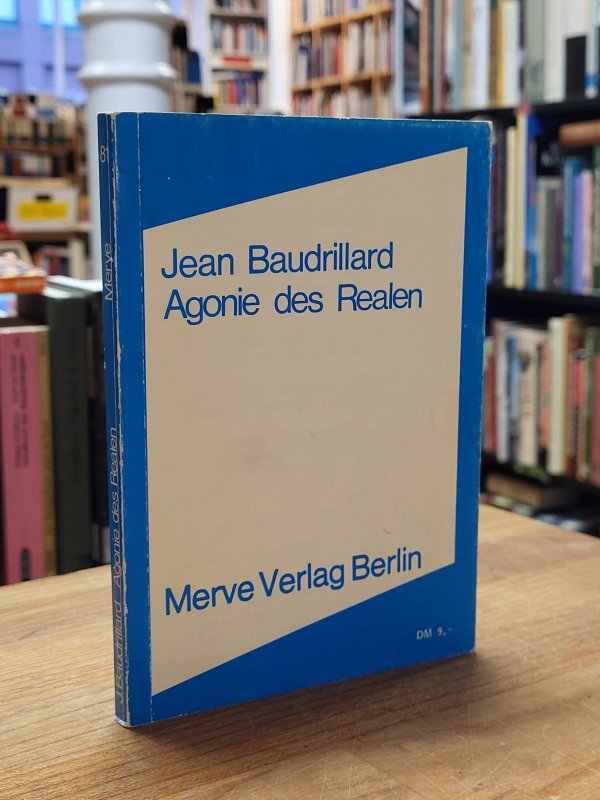 Jean Baudrillard
Agonie des Realen
Merve Verlag Berlin
DM 9,-
J. Baudrillard Agonie des Realen Merve